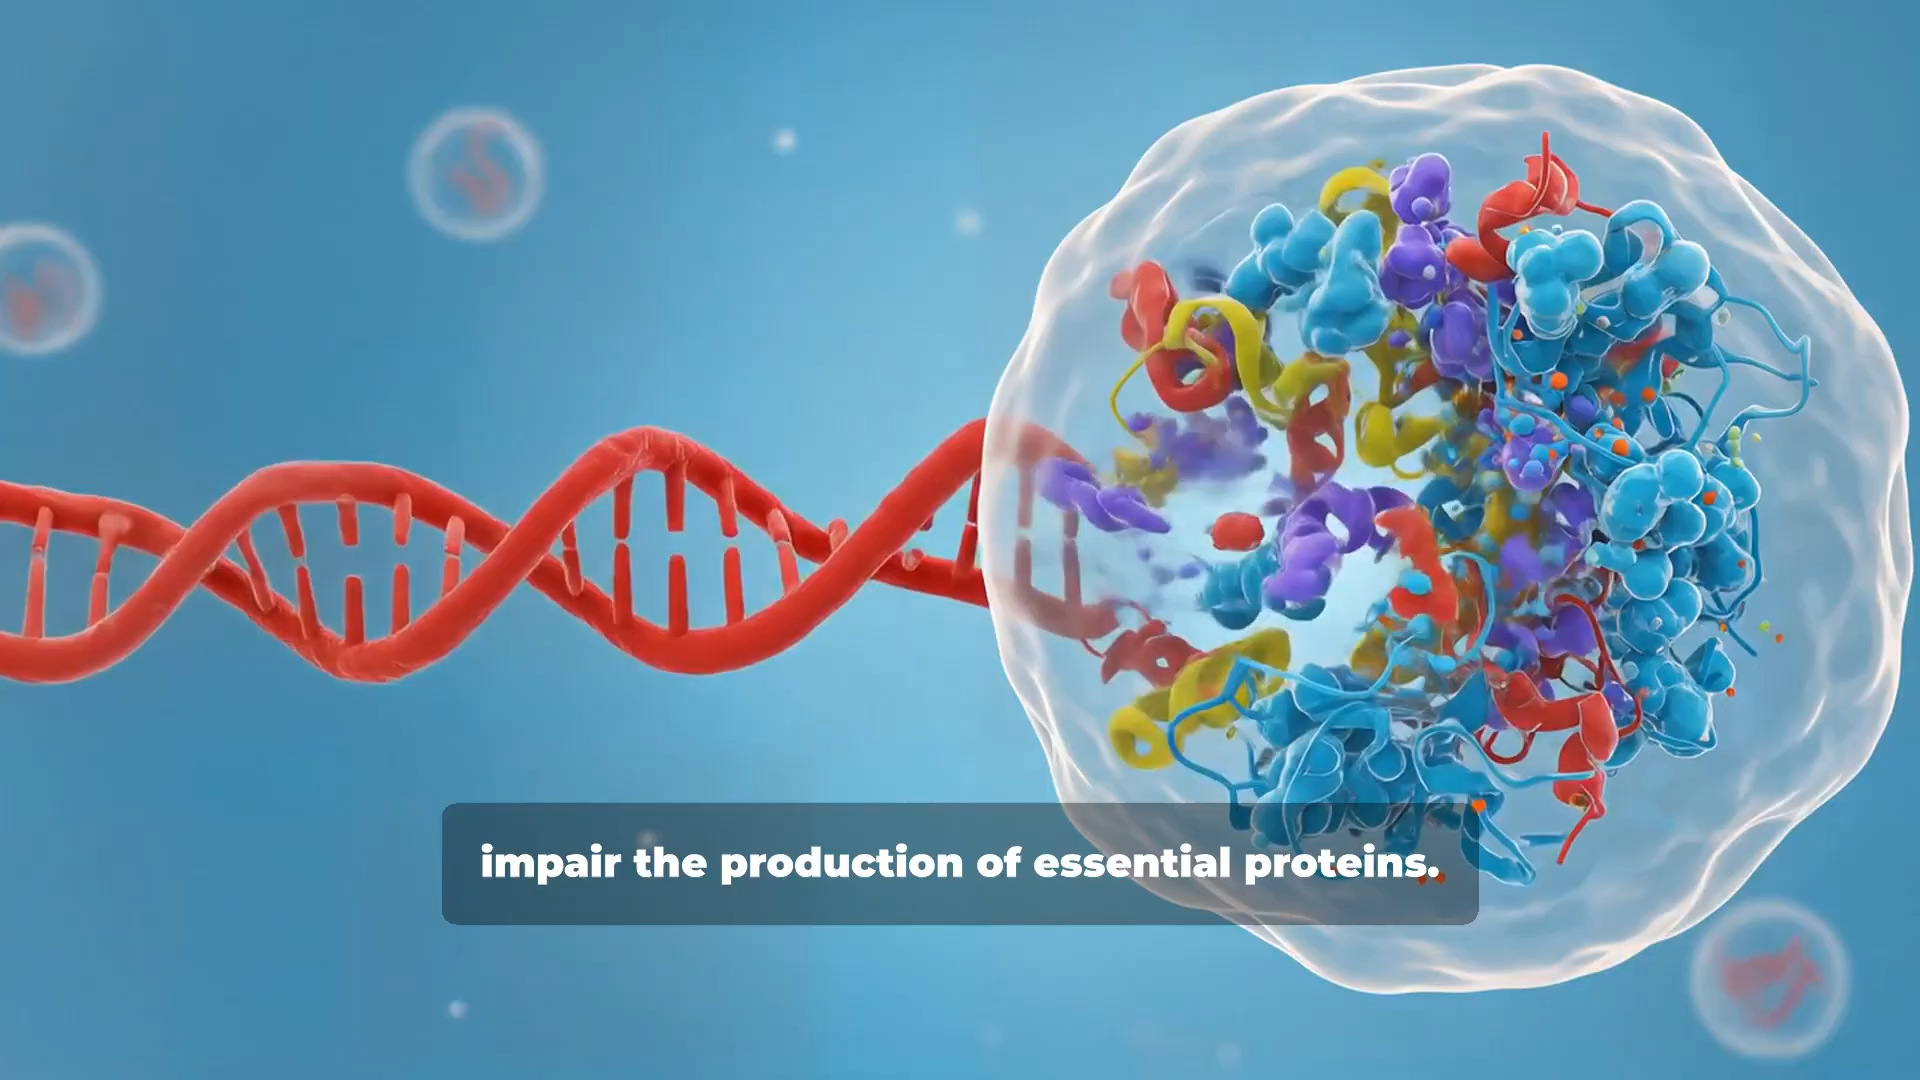 impair the production of essential proteins.